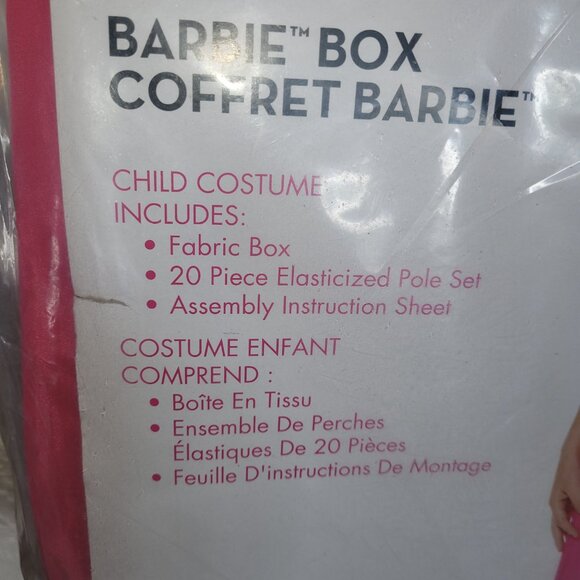 BARBIE™ BOX
COFFRET BARBIE™
CHILD COSTUME
INCLUDES:
• Fabric Box
• 20 Piece Elasticized Pole Set
• Assembly Instruction Sheet
COSTUME ENFANT
COMPREND :
• Boîte En Tissu
• Ensemble De Perches
Élastiques De 20 Pièces
• Feuille D'instructions De Montage